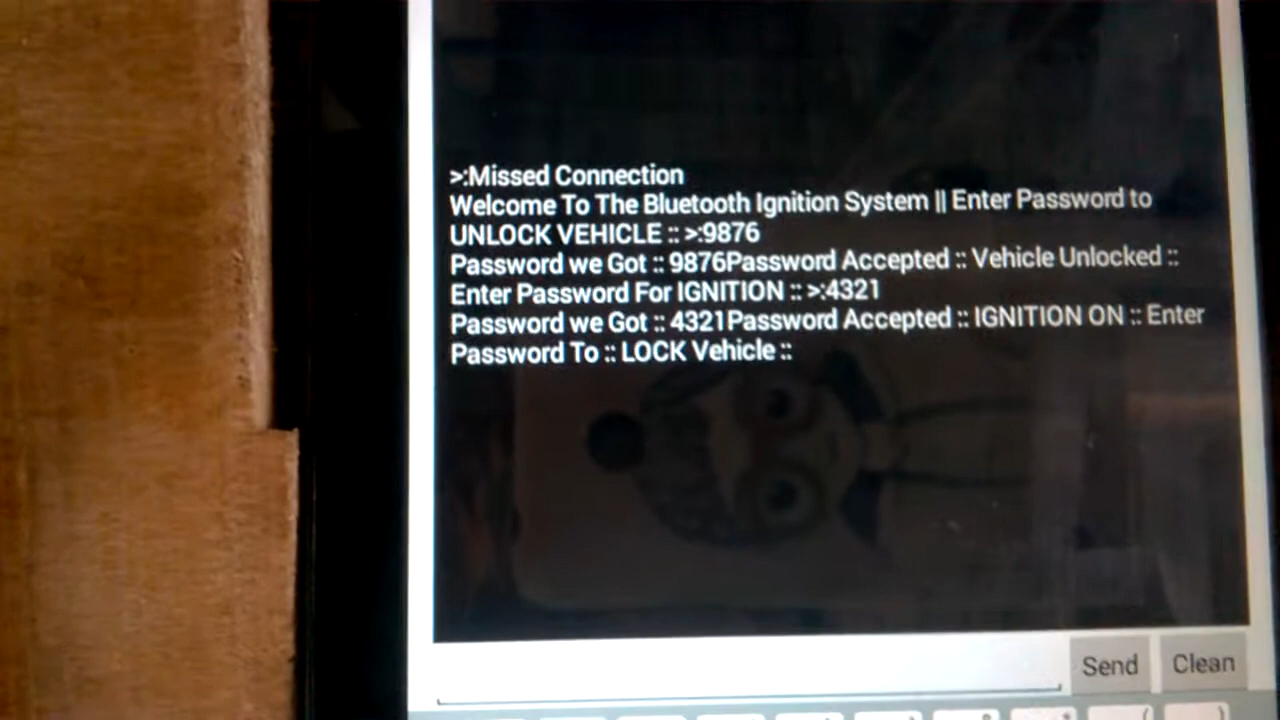 >:Missed Connection
Welcome To The Bluetooth Ignition System || Enter Password to
UNLOCK VEHICLE :: >:9876
Password we Got :: 9876Password Accepted :: Vehicle Unlocked ::
Enter Password For IGNITION :: >:4321
Password we Got :: 4321Password Accepted :: IGNITION ON :: Enter
Password To :: LOCK Vehicle ::
Send Clean